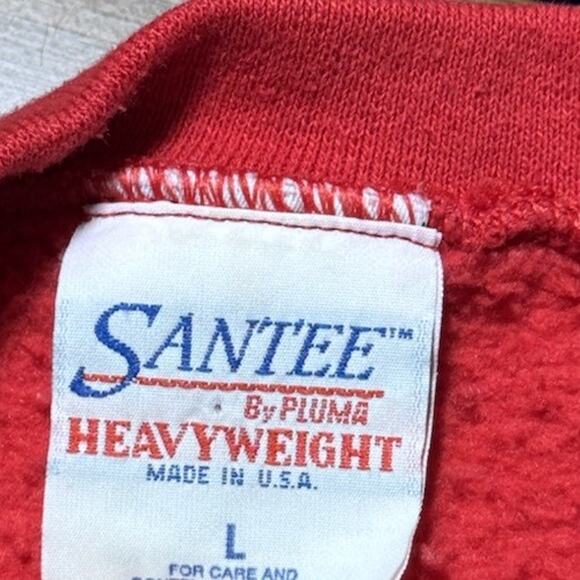 SANTEE™
By PLUMA
HEAVYWEIGHT
MADE IN U.S.A.
L
FOR CARE AND